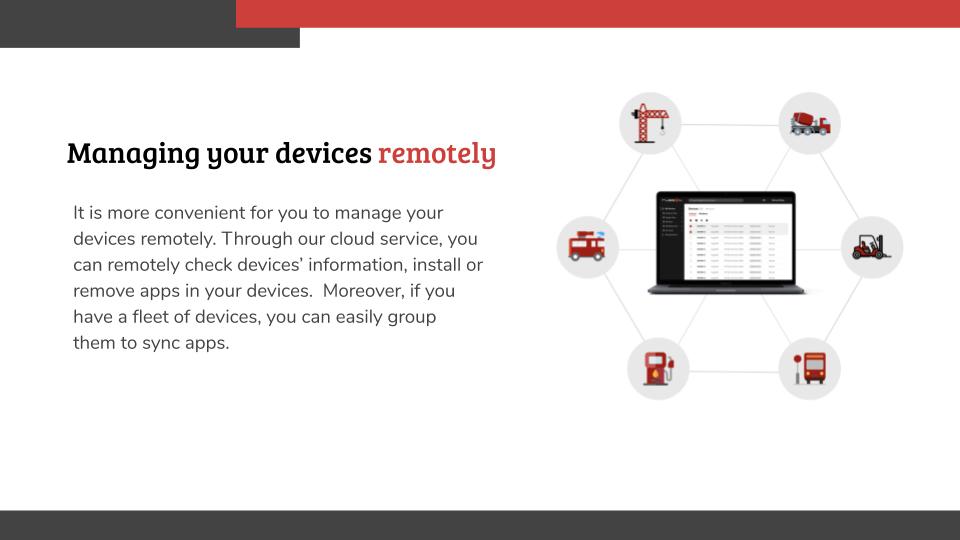 Managing your devices remotely
It is more convenient for you to manage your
devices remotely. Through our cloud service, you
can remotely check devices’ information, install or
remove apps in your devices.  Moreover, if you
have a fleet of devices, you can easily group
them to sync apps.
Devices